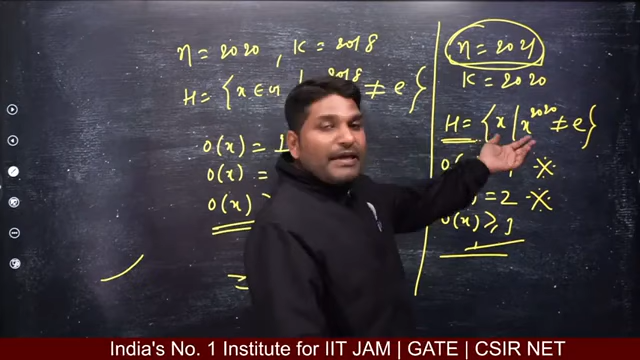 n = 2020 , K = 2018
H = { x ∈ G | 2018 ≠ e }
o(x) = 1
o(x) =
o(x) >
=
n = 2021
K = 2020
H = { x | x^2020 ≠ e }
= 2 X
o(x) ≥ 3
India's No. 1 Institute for IIT JAM | GATE | CSIR NET